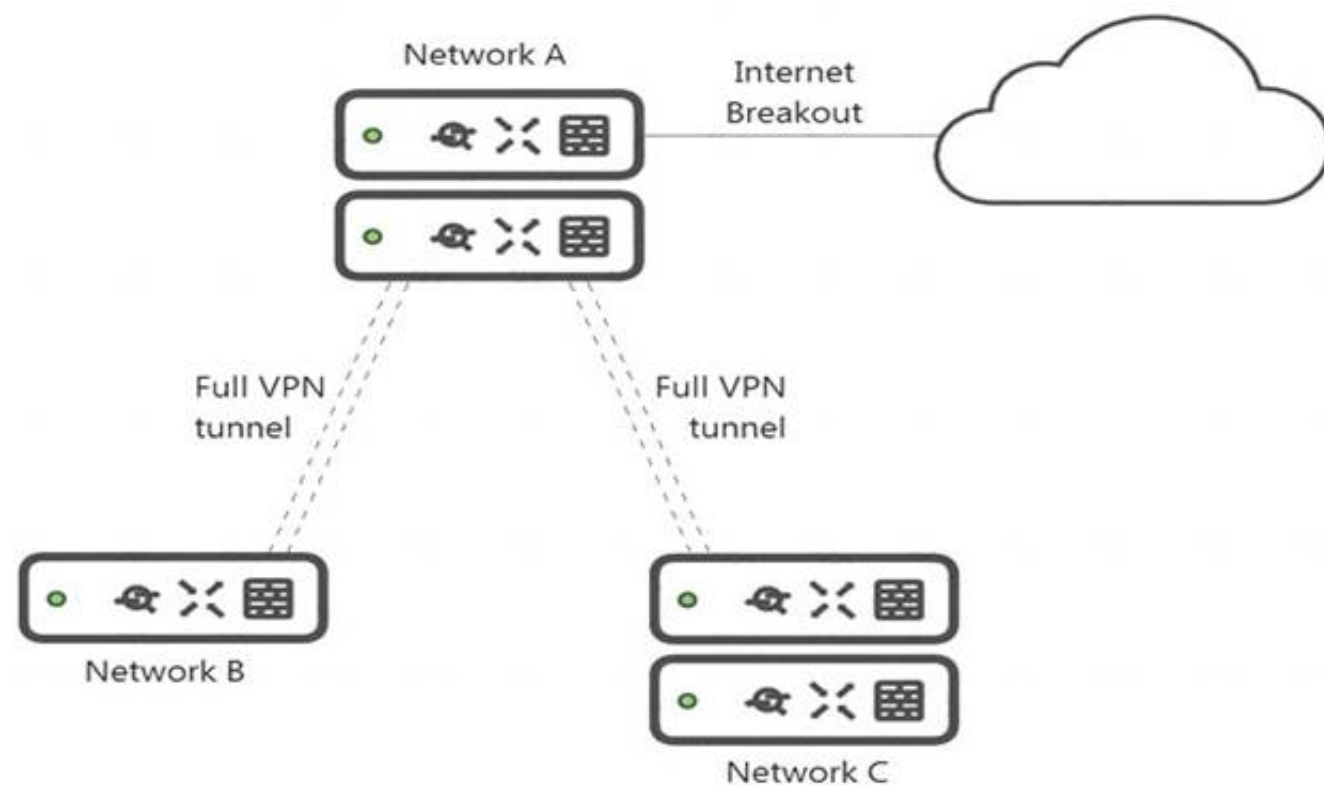 Network A
Internet
Breakout
Full VPN
tunnel
Full VPN
tunnel
Network B
Network C